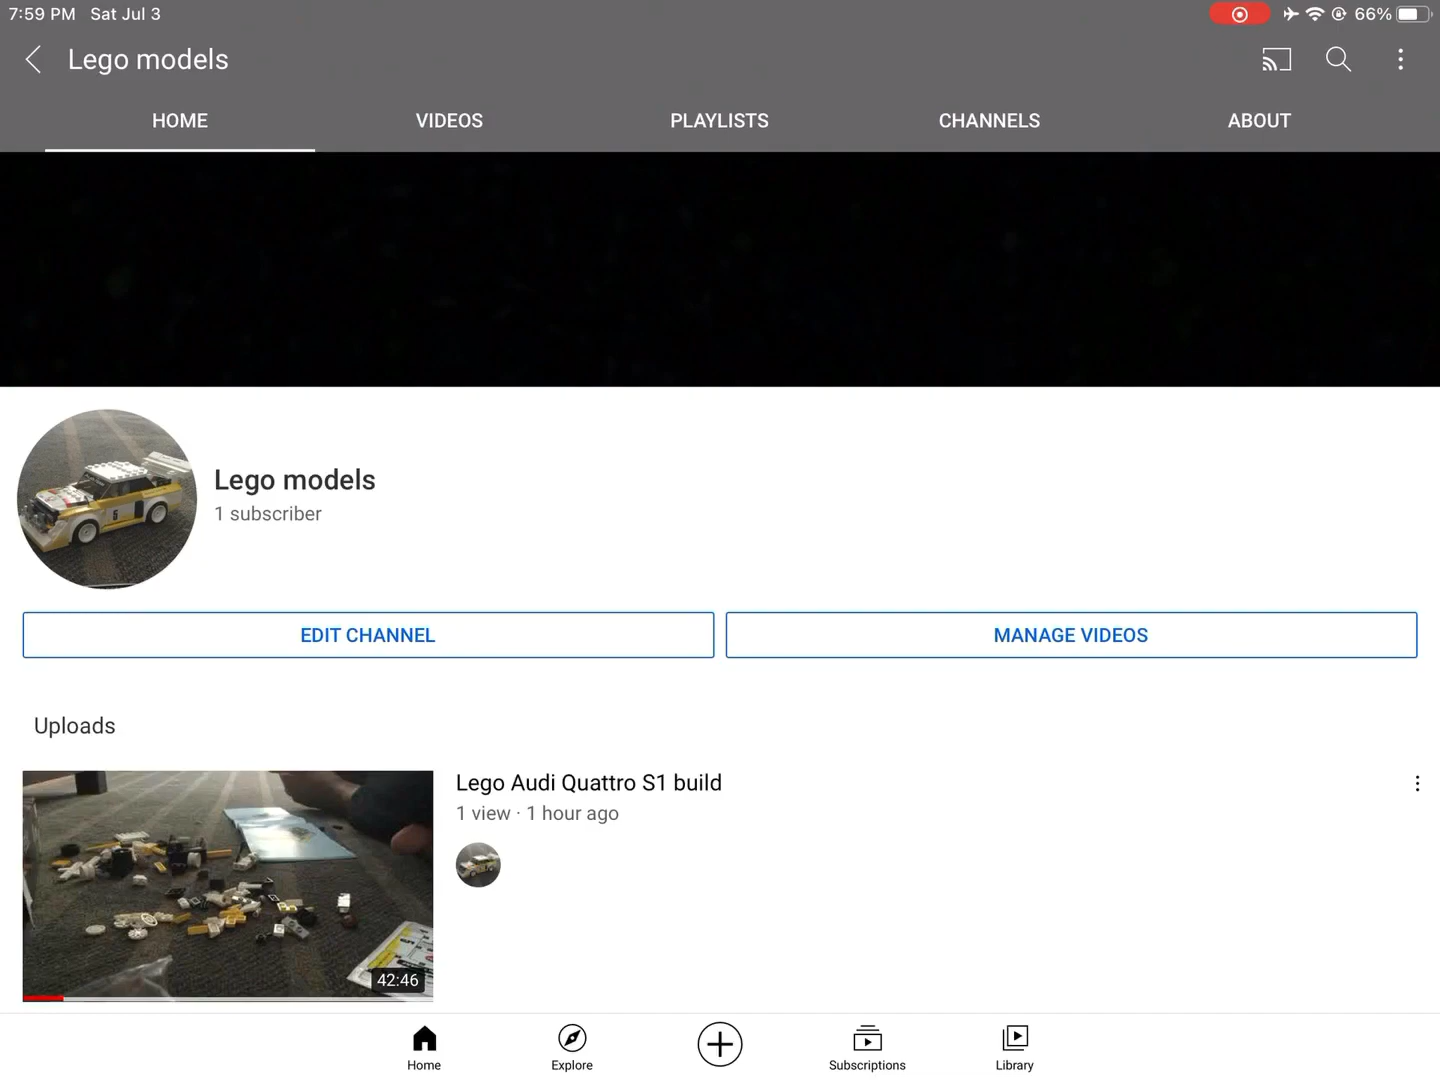 7:59 PM Sat Jul 3
66%
Lego models
HOME VIDEOS PLAYLISTS CHANNELS ABOUT
Lego models
1 subscriber
5
EDIT CHANNEL MANAGE VIDEOS
Uploads
Lego Audi Quattro S1 build
1 view · 1 hour ago
42:46
Home Explore Subscriptions Library